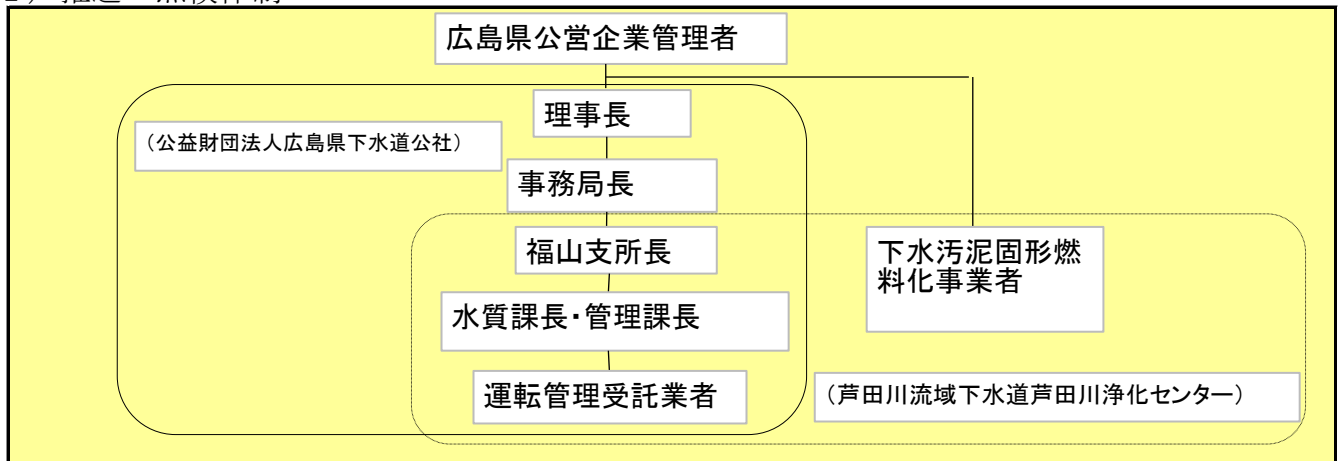 広島県公営企業管理者
理事長
(公益財団法人広島県下水道公社)
事務局長
福山支所長
下水汚泥固形燃
料化事業者
水質課長・管理課長
運転管理受託業者
(芦田川流域下水道芦田川浄化センター)